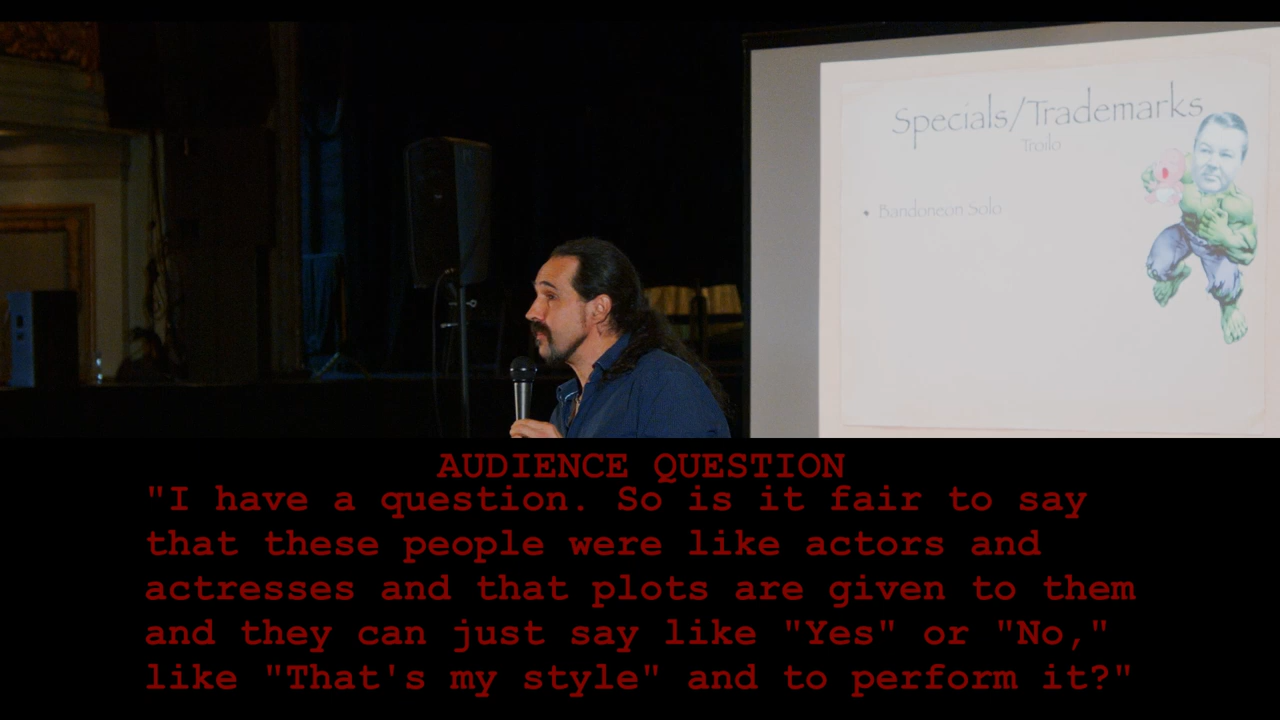 Specials/Trademarks
Troilo
• Bandoneon Solo
AUDIENCE QUESTION
"I have a question. So is it fair to say
that these people were like actors and
actresses and that plots are given to them
and they can just say like "Yes" or "No,"
like "That's my style" and to perform it?"